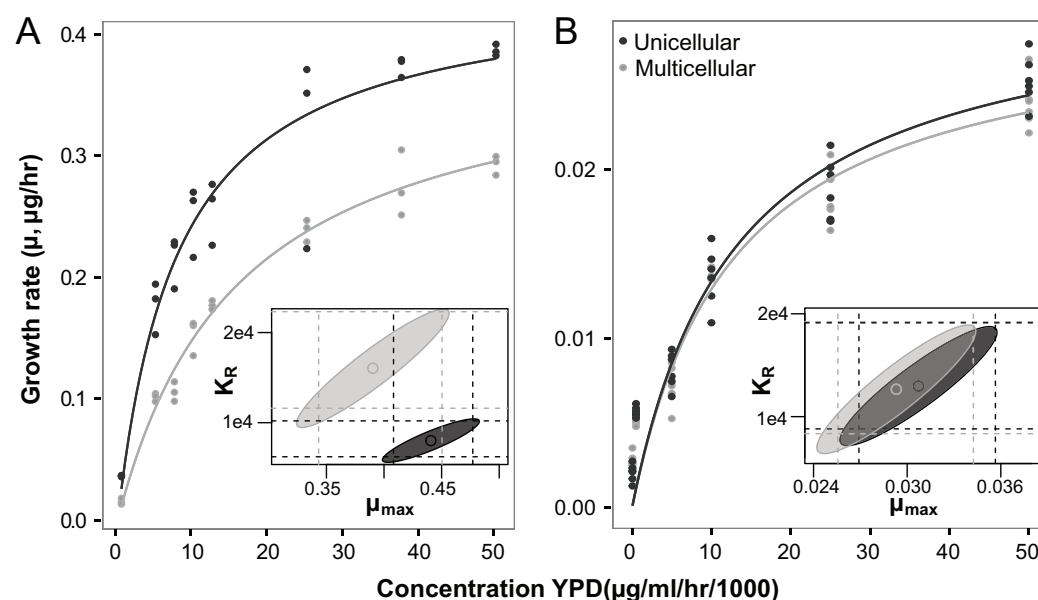 A
B
Unicellular
Multicellular
Growth rate (μ, μg/hr)
0.4
0.3
0.2
0.1
0.0
0.02
0.01
0.00
K_R
2e4
1e4
0.35
0.45
μmax
K_R
2e4
1e4
0.024
0.030
0.036
μmax
0
10
20
30
40
50
0
10
20
30
40
50
Concentration YPD(μg/ml/hr/1000)